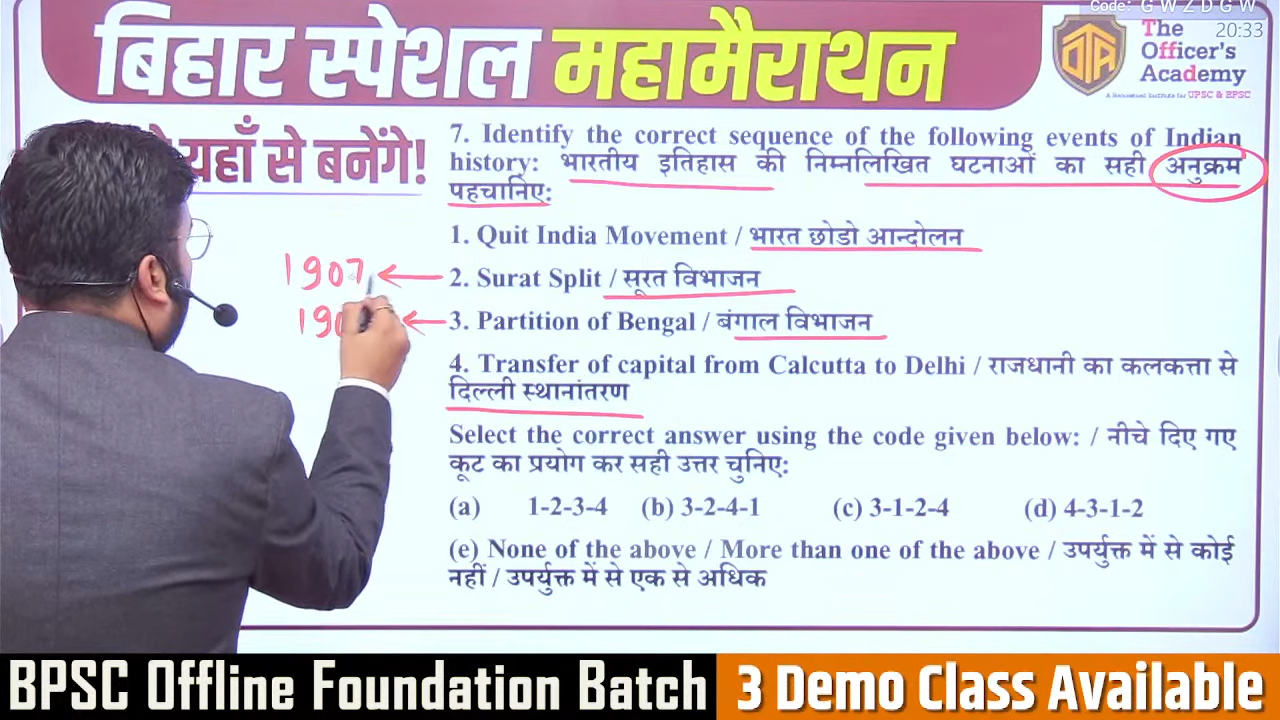 Code: G W Z D G W
बिहार स्पेशल महामैराथन
The 20:33
Officer's
Academy
A Renowned Institute for UPSC & BPSC
OTA
यहाँ से बनेंगे!
7. Identify the correct sequence of the following events of Indian
history: भारतीय इतिहास की निम्नलिखित घटनाओं का सही अनुक्रम
पहचानिए:
1. Quit India Movement / भारत छोडो आन्दोलन
1907 2. Surat Split / सूरत विभाजन
3. Partition of Bengal / बंगाल विभाजन
4. Transfer of capital from Calcutta to Delhi / राजधानी का कलकत्ता से
दिल्ली स्थानांतरण
Select the correct answer using the code given below: / नीचे दिए गए
कूट का प्रयोग कर सही उत्तर चुनिए:
(a) 1-2-3-4 (b) 3-2-4-1 (c) 3-1-2-4 (d) 4-3-1-2
(e) None of the above / More than one of the above / उपर्युक्त में से कोई
नहीं / उपर्युक्त में से एक से अधिक
BPSC Offline Foundation Batch 3 Demo Class Available